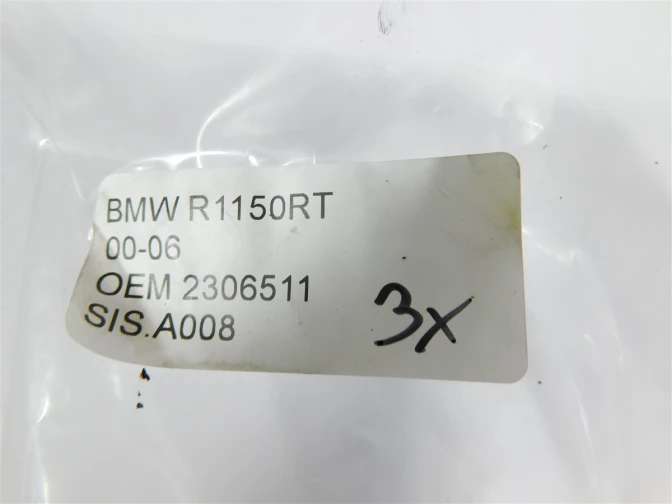 BMW R1150RT
00-06
OEM 2306511
SIS.A008
3x